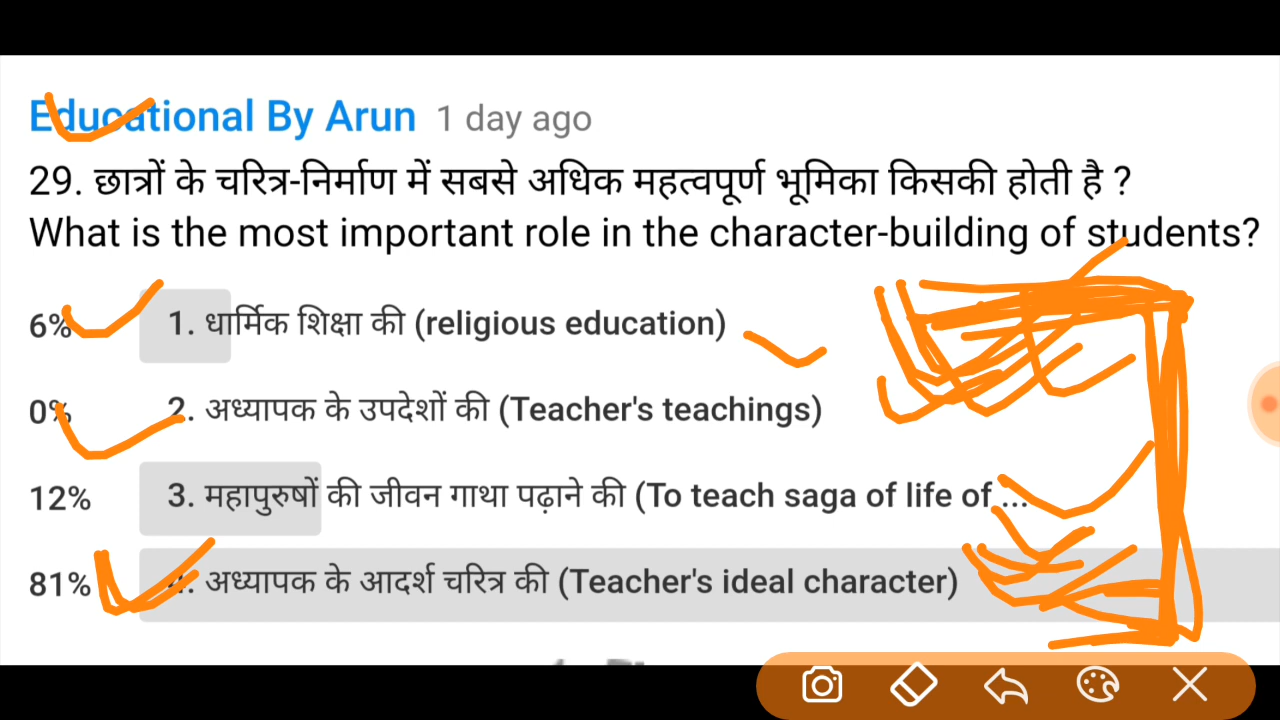 Educational By Arun 1 day ago
29. छात्रों के चरित्र-निर्माण में सबसे अधिक महत्वपूर्ण भूमिका किसकी होती है ?
What is the most important role in the character-building of students?
6% 1. धार्मिक शिक्षा की (religious education)
0% 2. अध्यापक के उपदेशों की (Teacher's teachings)
12% 3. महापुरुषों की जीवन गाथा पढ़ाने की (To teach saga of life of ...
81% 4. अध्यापक के आदर्श चरित्र की (Teacher's ideal character)